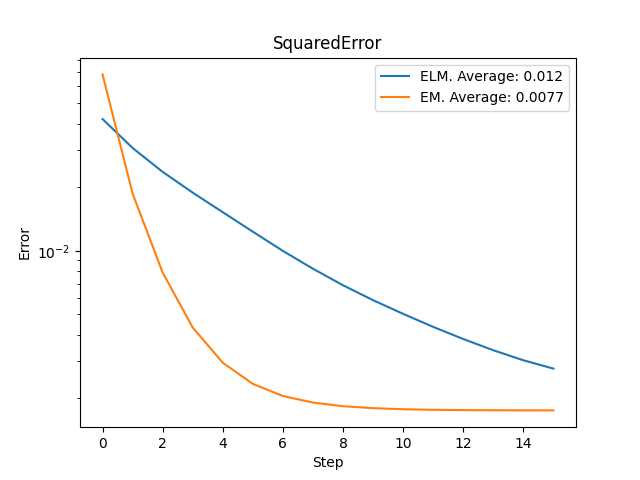 SquaredError
ELM. Average: 0.012
EM. Average: 0.0077
Error
10⁻²
0 2 4 6 8 10 12 14
Step